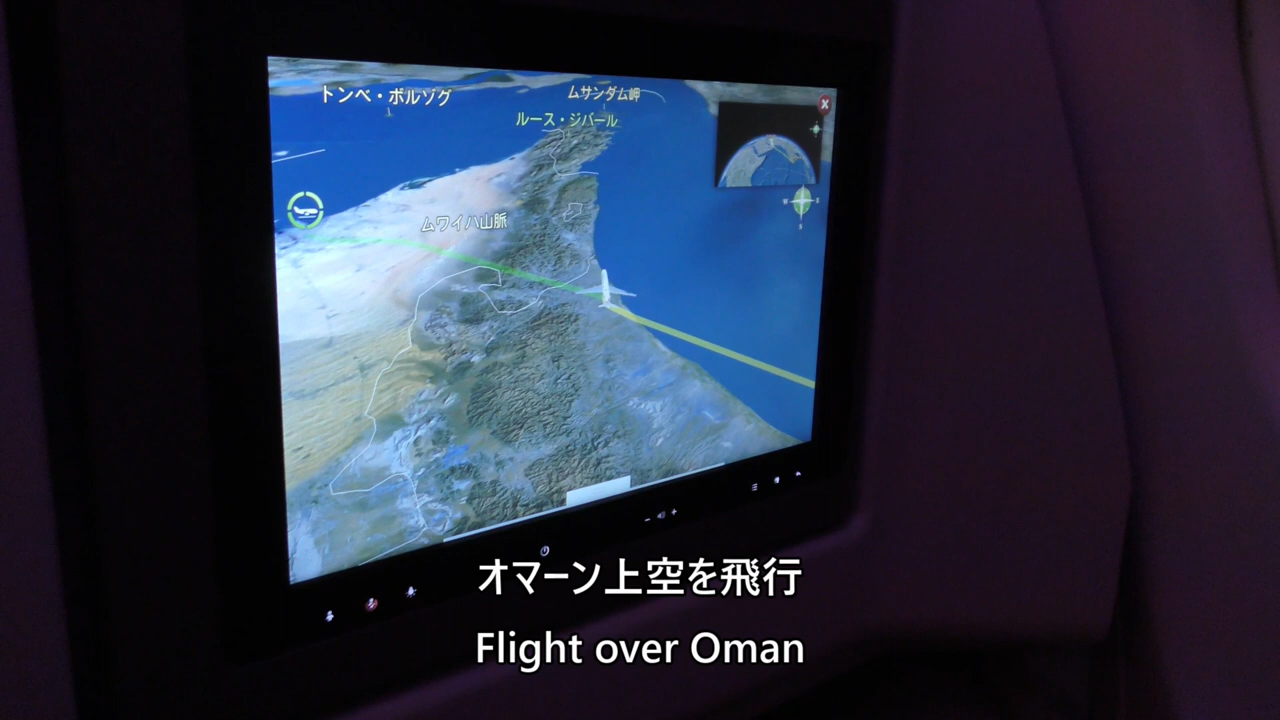 トンベ・ボルゾグ
ムサンダム岬
ルース・ジバール
ムワイハ山脈
オマーン上空を飛行
Flight over Oman